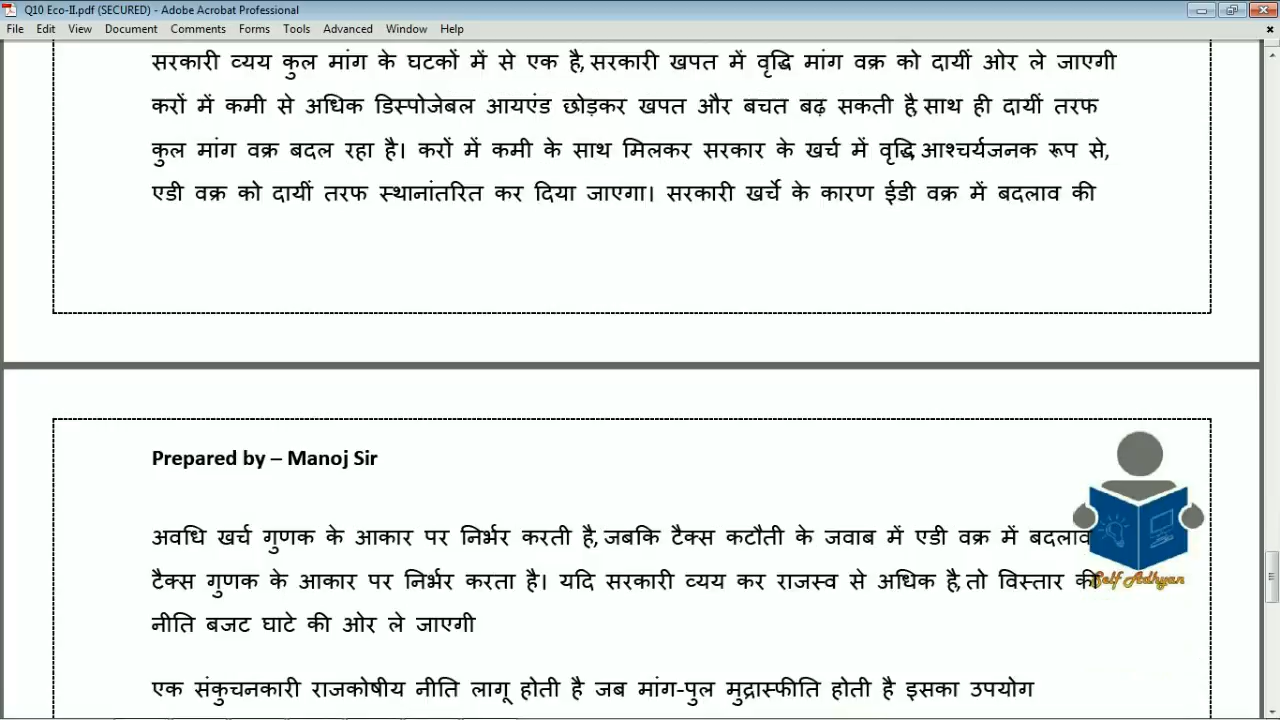 Q10 Eco-II.pdf (SECURED) - Adobe Acrobat Professional
File Edit View Document Comments Forms Tools Advanced Window Help
सरकारी व्यय कुल मांग के घटकों में से एक है, सरकारी खपत में वृद्धि मांग वक्र को दायीं ओर ले जाएगी
करों में कमी से अधिक डिस्पोजेबल आयएंड छोड़कर खपत और बचत बढ़ सकती है, साथ ही दायीं तरफ
कुल मांग वक्र बदल रहा है। करों में कमी के साथ मिलकर सरकार के खर्च में वृद्धि, आश्चर्यजनक रूप से,
एडी वक्र को दायीं तरफ स्थानांतरित कर दिया जाएगा। सरकारी खर्चे के कारण ईडी वक्र में बदलाव की
Prepared by – Manoj Sir
अवधि खर्च गुणक के आकार पर निर्भर करती है, जबकि टैक्स कटौती के जवाब में एडी वक्र में बदलाव
टैक्स गुणक के आकार पर निर्भर करता है। यदि सरकारी व्यय कर राजस्व से अधिक है, तो विस्तार की
नीति बजट घाटे की ओर ले जाएगी
Self Adhyan
एक संकुचनकारी राजकोषीय नीति लागू होती है जब मांग-पुल मुद्रास्फीति होती है इसका उपयोग